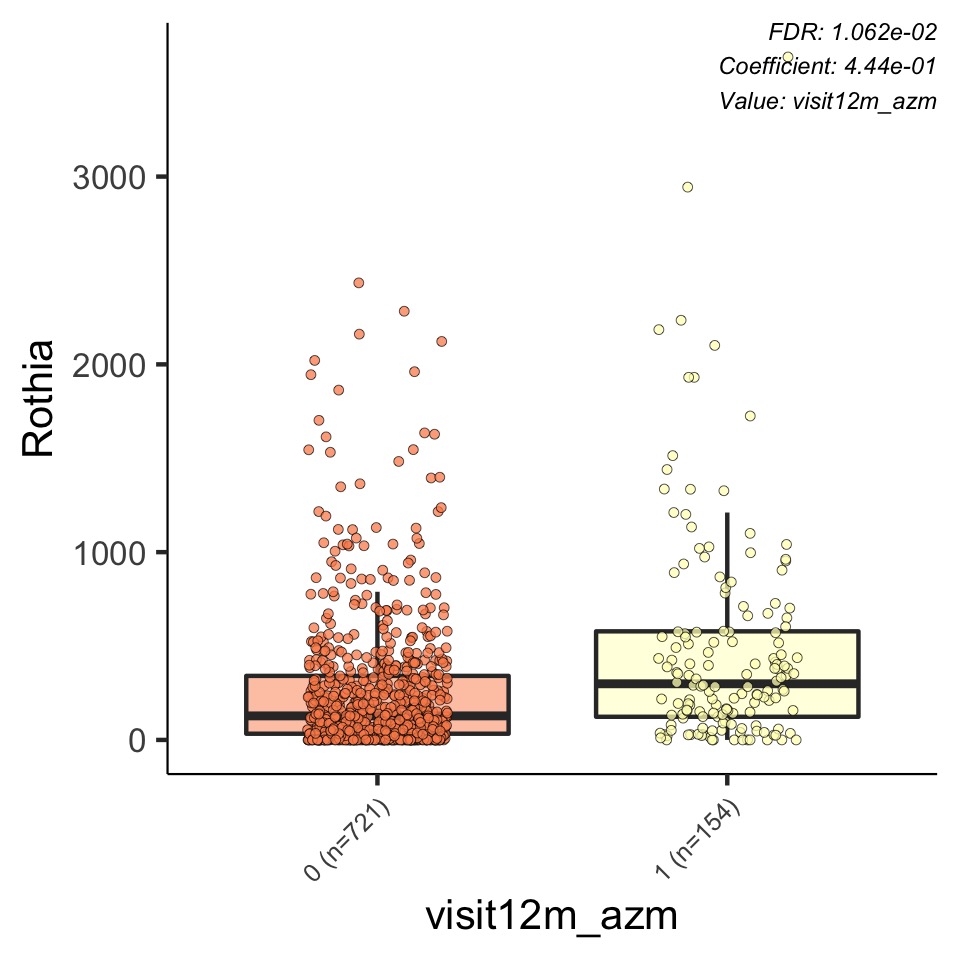 FDR: 1.062e-02
Coefficient: 4.44e-01
Value: visit12m_azm
Rothia
3000
2000
1000
0
0 (n=721)
1 (n=154)
visit12m_azm